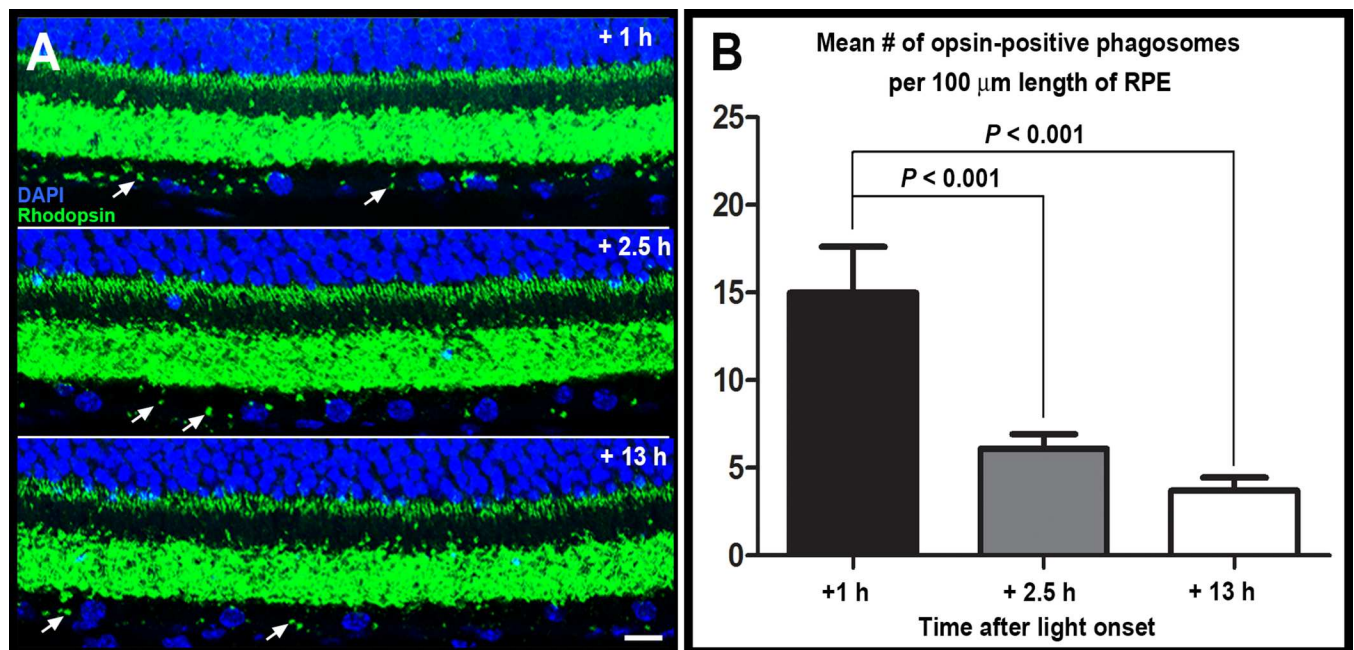 A
+ 1 h
DAPI
Rhodopsin
+ 2.5 h
+ 13 h
B
Mean # of opsin-positive phagosomes
per 100 μm length of RPE
25
20
15
10
5
0
P < 0.001
P < 0.001
+1 h
+ 2.5 h
+ 13 h
Time after light onset